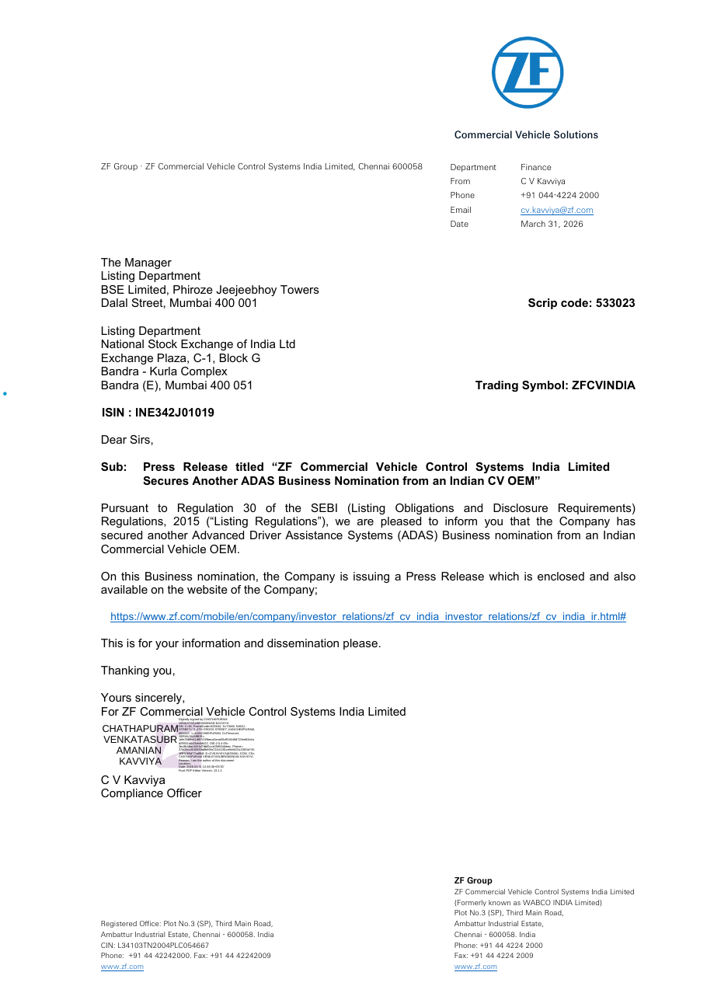 ZF
Commercial Vehicle Solutions
ZF Group · ZF Commercial Vehicle Control Systems India Limited, Chennai 600058
Department Finance
From C V Kavviya
Phone +91 044-4224 2000
Email cv.kavviya@zf.com
Date March 31, 2026
The Manager
Listing Department
BSE Limited, Phiroze Jeejeebhoy Towers
Dalal Street, Mumbai 400 001 Scrip code: 533023
Listing Department
National Stock Exchange of India Ltd
Exchange Plaza, C-1, Block G
Bandra - Kurla Complex
Bandra (E), Mumbai 400 051 Trading Symbol: ZFCVINDIA
ISIN : INE342J01019
Dear Sirs,
Sub: Press Release titled “ZF Commercial Vehicle Control Systems India Limited
Secures Another ADAS Business Nomination from an Indian CV OEM”
Pursuant to Regulation 30 of the SEBI (Listing Obligations and Disclosure Requirements)
Regulations, 2015 (“Listing Regulations”), we are pleased to inform you that the Company has
secured another Advanced Driver Assistance Systems (ADAS) Business nomination from an Indian
Commercial Vehicle OEM.
On this Business nomination, the Company is issuing a Press Release which is enclosed and also
available on the website of the Company;
https://www.zf.com/mobile/en/company/investor_relations/zf_cv_india_investor_relations/zf_cv_india_ir.html#
This is for your information and dissemination please.
Thanking you,
Yours sincerely,
For ZF Commercial Vehicle Control Systems India Limited
CHATHAPURAM
VENKATASUBR
AMANIAN
KAVVIYA
Digitally signed by CHATHAPURAM
VENKATASUBRAMANIAN KAVVIYA
C V Kavviya
Compliance Officer
ZF Group
ZF Commercial Vehicle Control Systems India Limited
(Formerly known as WABCO INDIA Limited)
Plot No.3 (SP), Third Main Road,
Ambattur Industrial Estate,
Chennai - 600058. India
Phone: +91 44 4224 2000
Fax: +91 44 4224 2009
www.zf.com
Registered Office: Plot No.3 (SP), Third Main Road,
Ambattur Industrial Estate, Chennai - 600058. India
CIN: L34103TN2004PLC054667
Phone: +91 44 42242000. Fax: +91 44 42242009
www.zf.com